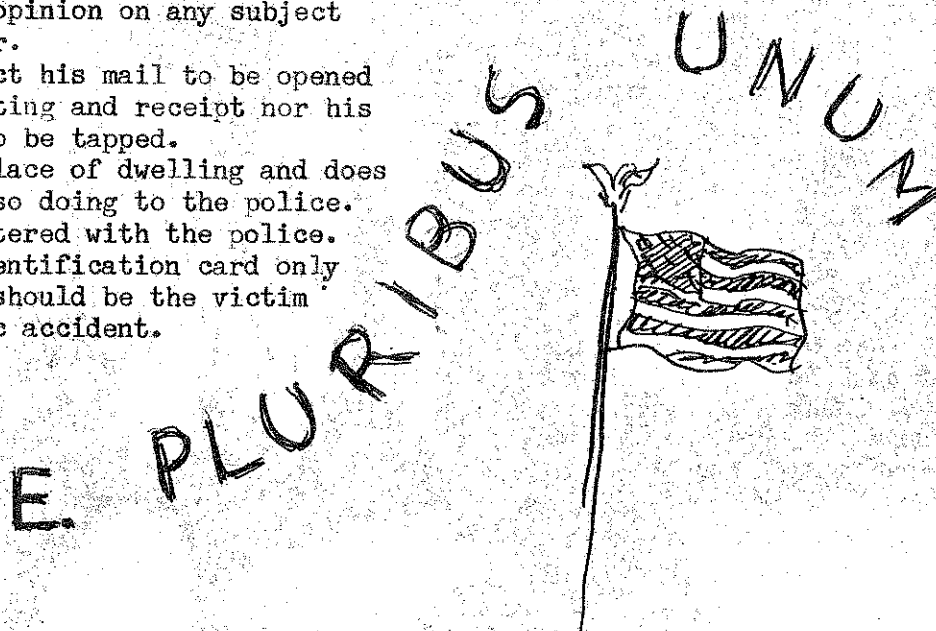 opinion on any subject
r.
ct his mail to be opened
ting and receipt nor his
o be tapped.
lace of dwelling and does
so doing to the police.
tered with the police.
entification card only
should be the victim
c accident.
E. PLURIBUS UNUM